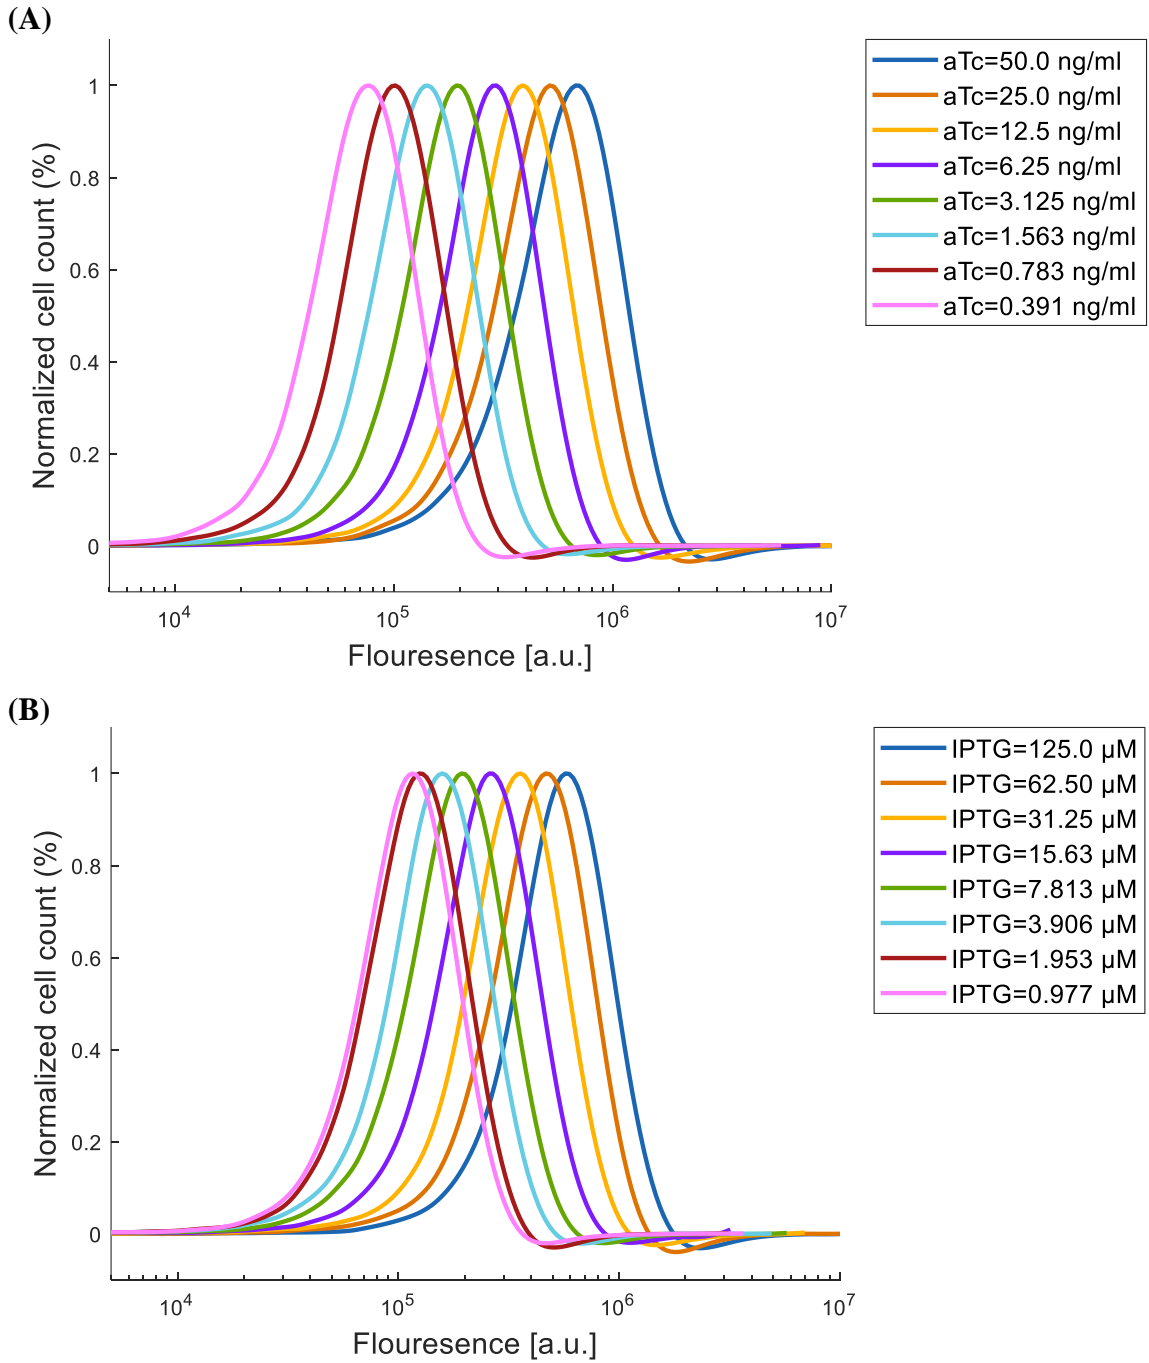 (A)
Normalized cell count (%)
1
0.8
0.6
0.4
0.2
0
10^4
10^5
10^6
10^7
Flouresence [a.u.]
aTc=50.0 ng/ml
aTc=25.0 ng/ml
aTc=12.5 ng/ml
aTc=6.25 ng/ml
aTc=3.125 ng/ml
aTc=1.563 ng/ml
aTc=0.783 ng/ml
aTc=0.391 ng/ml
(B)
Normalized cell count (%)
1
0.8
0.6
0.4
0.2
0
10^4
10^5
10^6
10^7
Flouresence [a.u.]
IPTG=125.0 μM
IPTG=62.50 μM
IPTG=31.25 μM
IPTG=15.63 μM
IPTG=7.813 μM
IPTG=3.906 μM
IPTG=1.953 μM
IPTG=0.977 μM